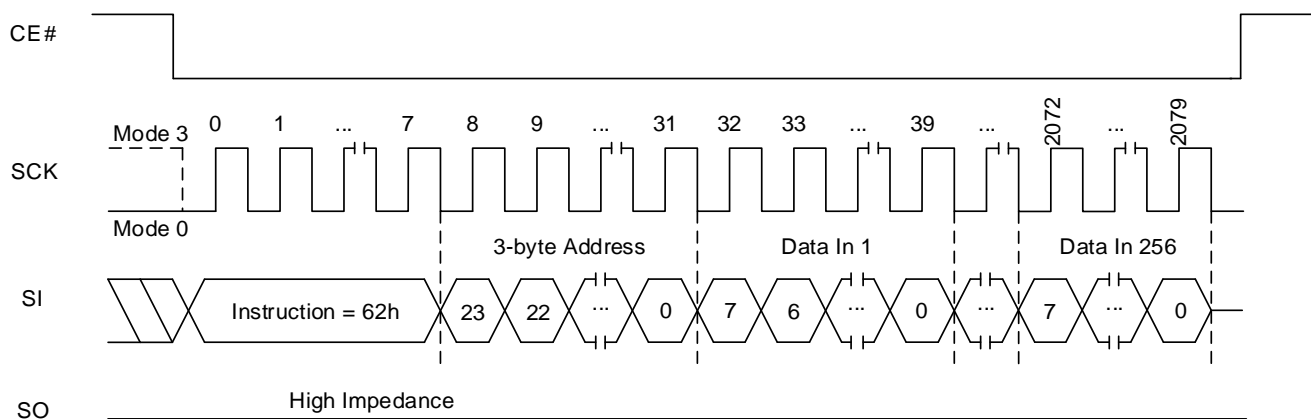 CE#
Mode 3
0 1 ... 7 8 9 ... 31 32 33 ... 39 ... 2072 ... 2079
SCK
Mode 0
3-byte Address Data In 1 Data In 256
SI
Instruction = 62h 23 22 ... 0 7 6 ... 0 ... 7 ... 0
High Impedance
SO